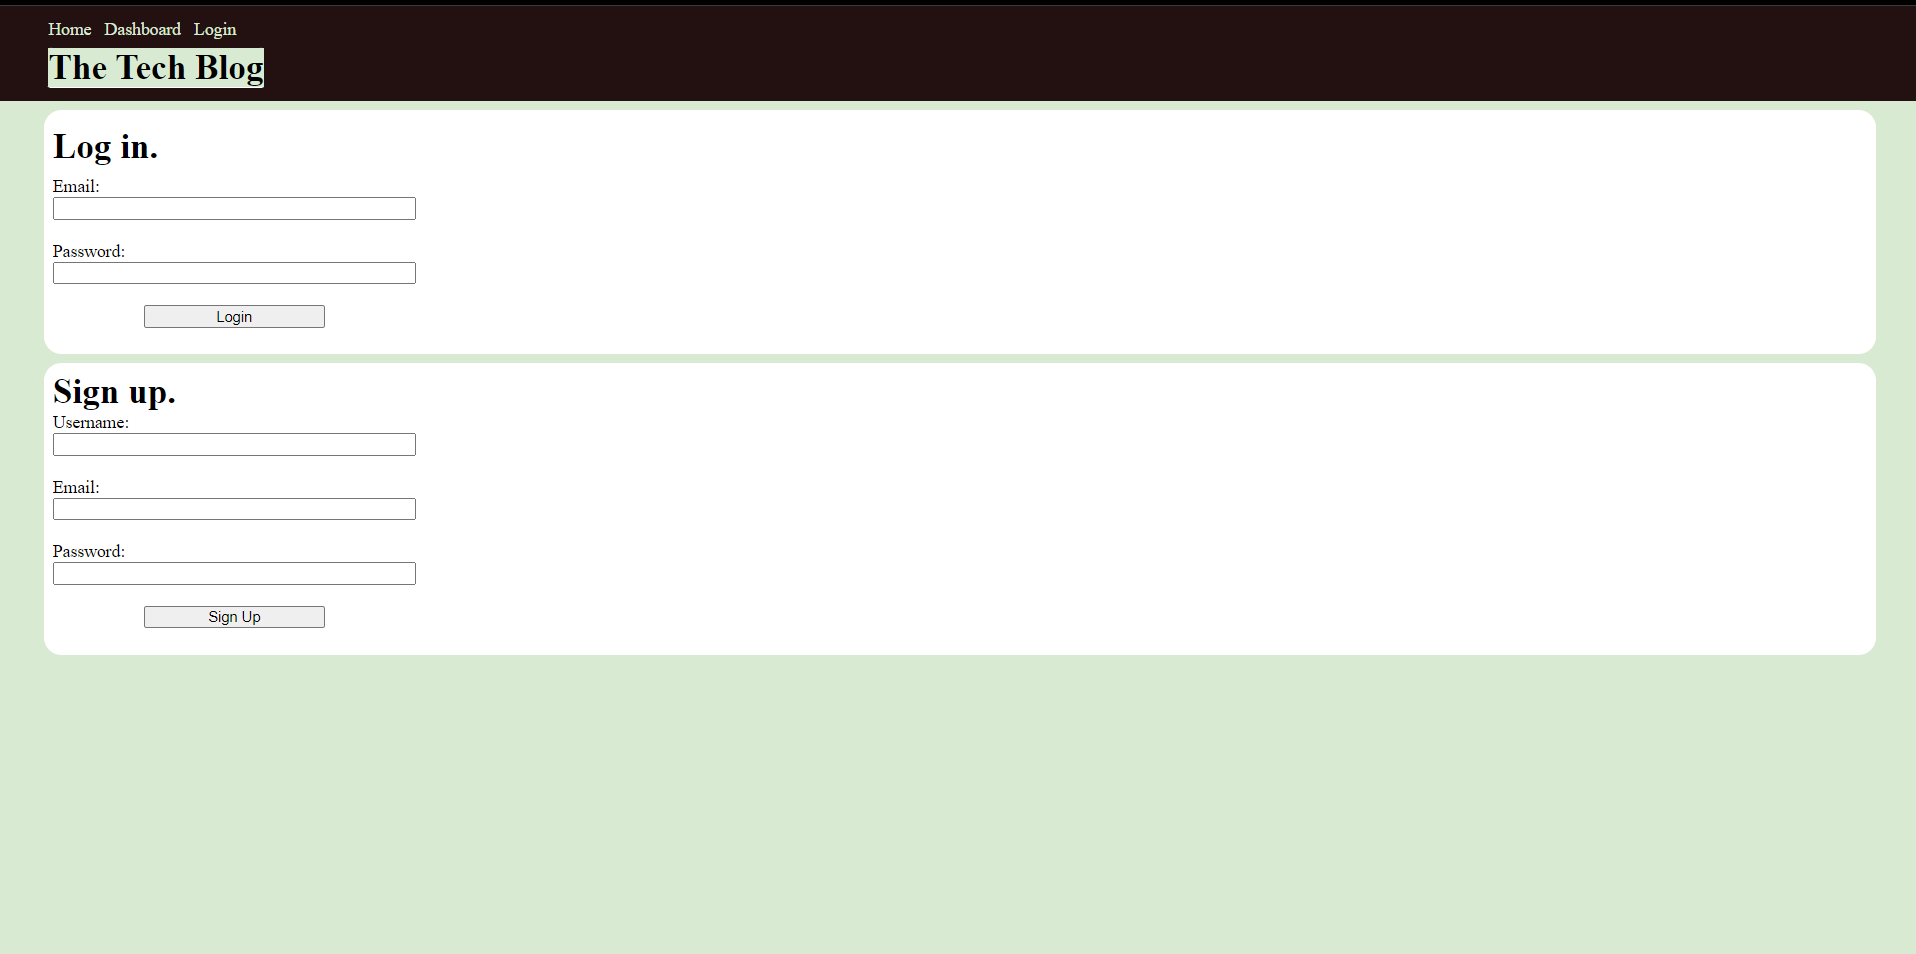 Home Dashboard Login
The Tech Blog
Log in.
Email:
Password:
Login
Sign up.
Username:
Email:
Password:
Sign Up